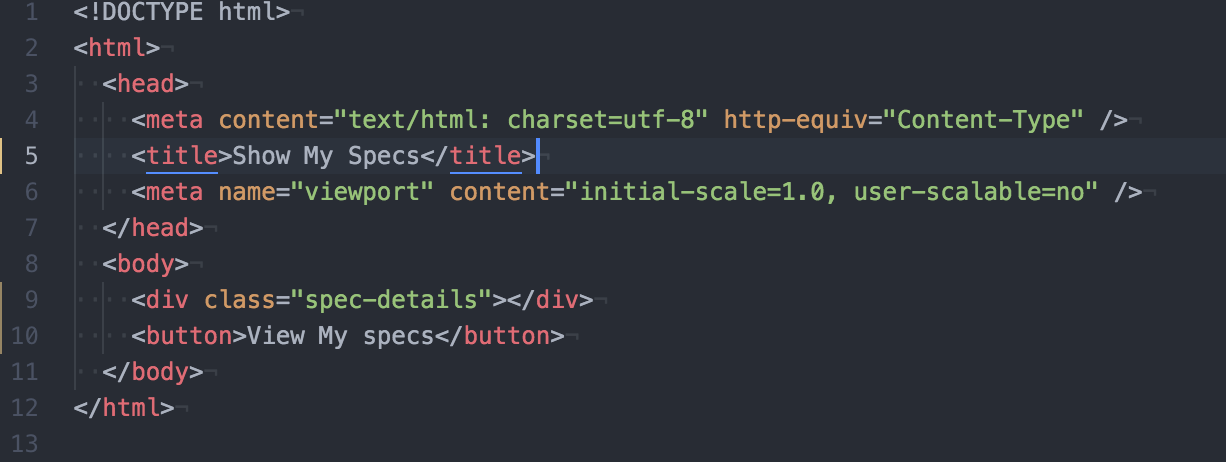 1 <!DOCTYPE html>
2 <html>
3 <head>
4 <meta content="text/html: charset=utf-8" http-equiv="Content-Type" />
5 <title>Show My Specs</title>
6 <meta name="viewport" content="initial-scale=1.0, user-scalable=no" />
7 </head>
8 <body>
9 <div class="spec-details"></div>
10 <button>View My specs</button>
11 </body>
12 </html>
13